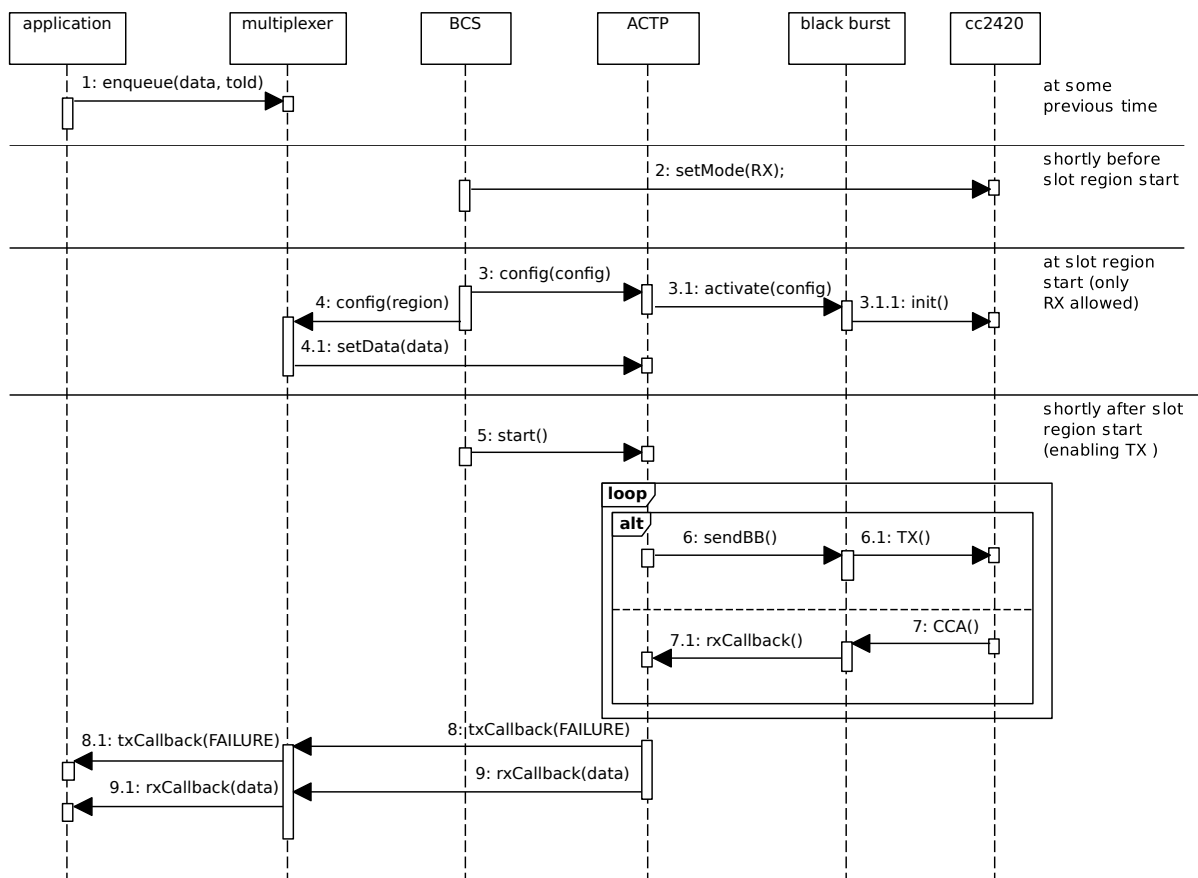 application
multiplexer
BCS
ACTP
black burst
cc2420
1: enqueue(data, toId)
at some
previous time
shortly before
slot region start
2: setMode(RX);
at slot region
start (only
RX allowed)
3: config(config)
3.1: activate(config)
4: config(region)
3.1.1: init()
4.1: setData(data)
shortly after slot
region start
(enabling TX )
5: start()
loop
alt
6: sendBB()
6.1: TX()
7: CCA()
7.1: rxCallback()
8: txCallback(FAILURE)
8.1: txCallback(FAILURE)
9: rxCallback(data)
9.1: rxCallback(data)